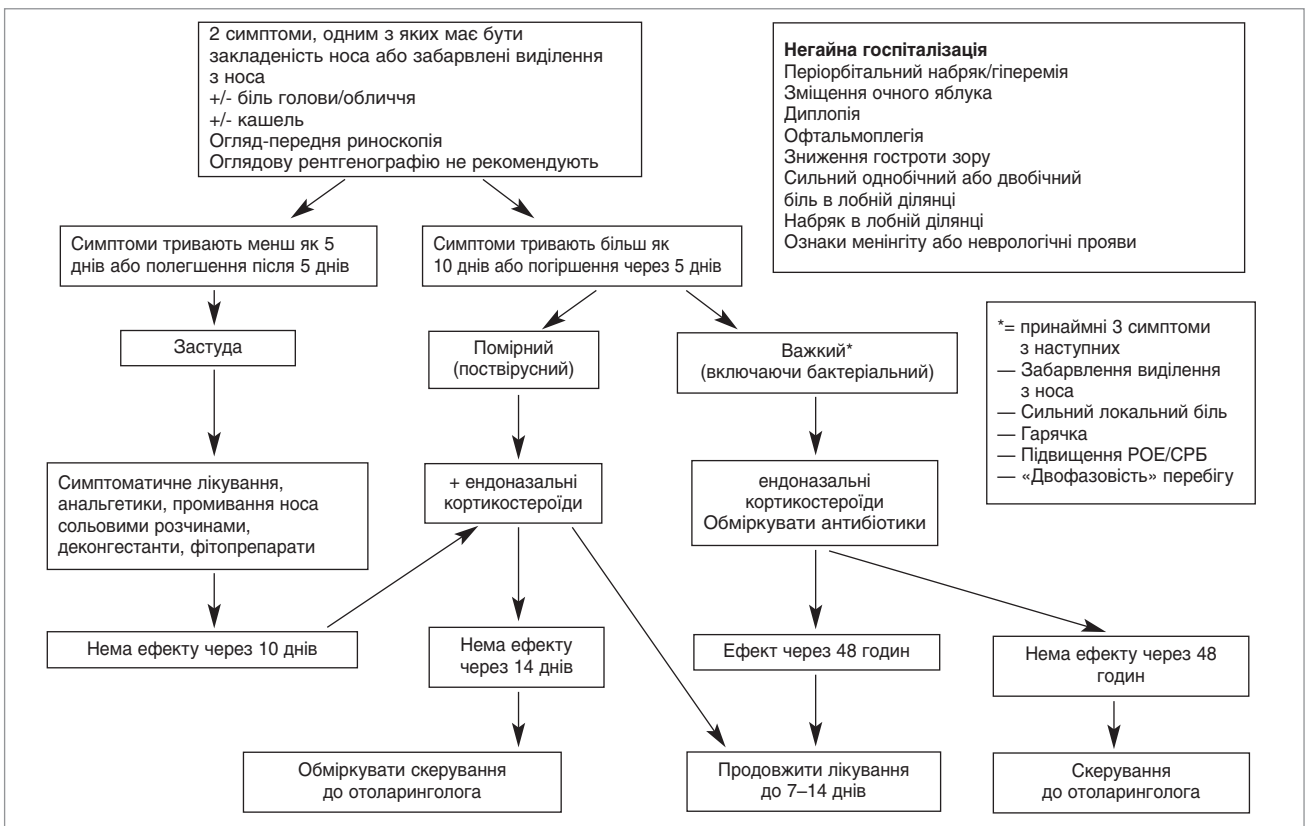 2 симптоми, одним з яких має бути
закладеність носа або забарвлені виділення
з носа
+/- біль голови/обличчя
+/- кашель
Огляд-передня риноскопія
Оглядову рентгенографію не рекомендують
Негайна госпіталізація
Періорбітальний набряк/гіперемія
Зміщення очного яблука
Диплопія
Офтальмоплегія
Зниження гостроти зору
Сильний однобічний або двобічний
біль в лобній ділянці
Набряк в лобній ділянці
Ознаки менінгіту або неврологічні прояви
Симптоми тривають менш як 5
днів або полегшення після 5 днів
Симптоми тривають більш як
10 днів або погіршення через 5 днів
Застуда
Помірний
(поствірусний)
Важкий*
(включаючи бактеріальний)
*= принаймні 3 симптоми
з наступних
— Забарвлення виділення
з носа
— Сильний локальний біль
— Гарячка
— Підвищення РОЕ/СРБ
— «Двофазовість» перебігу
Симптоматичне лікування,
анальгетики, промивання носа
сольовими розчинами,
деконгестанти, фітопрепарати
+ ендоназальні
кортикостероїди
ендоназальні
кортикостероїди
Обміркувати антибіотики
Нема ефекту через 10 днів
Нема ефекту
через 14 днів
Ефект через 48 годин
Нема ефекту через 48
годин
Обміркувати скерування
до отоларинголога
Продовжити лікування
до 7–14 днів
Скерування
до отоларинголога